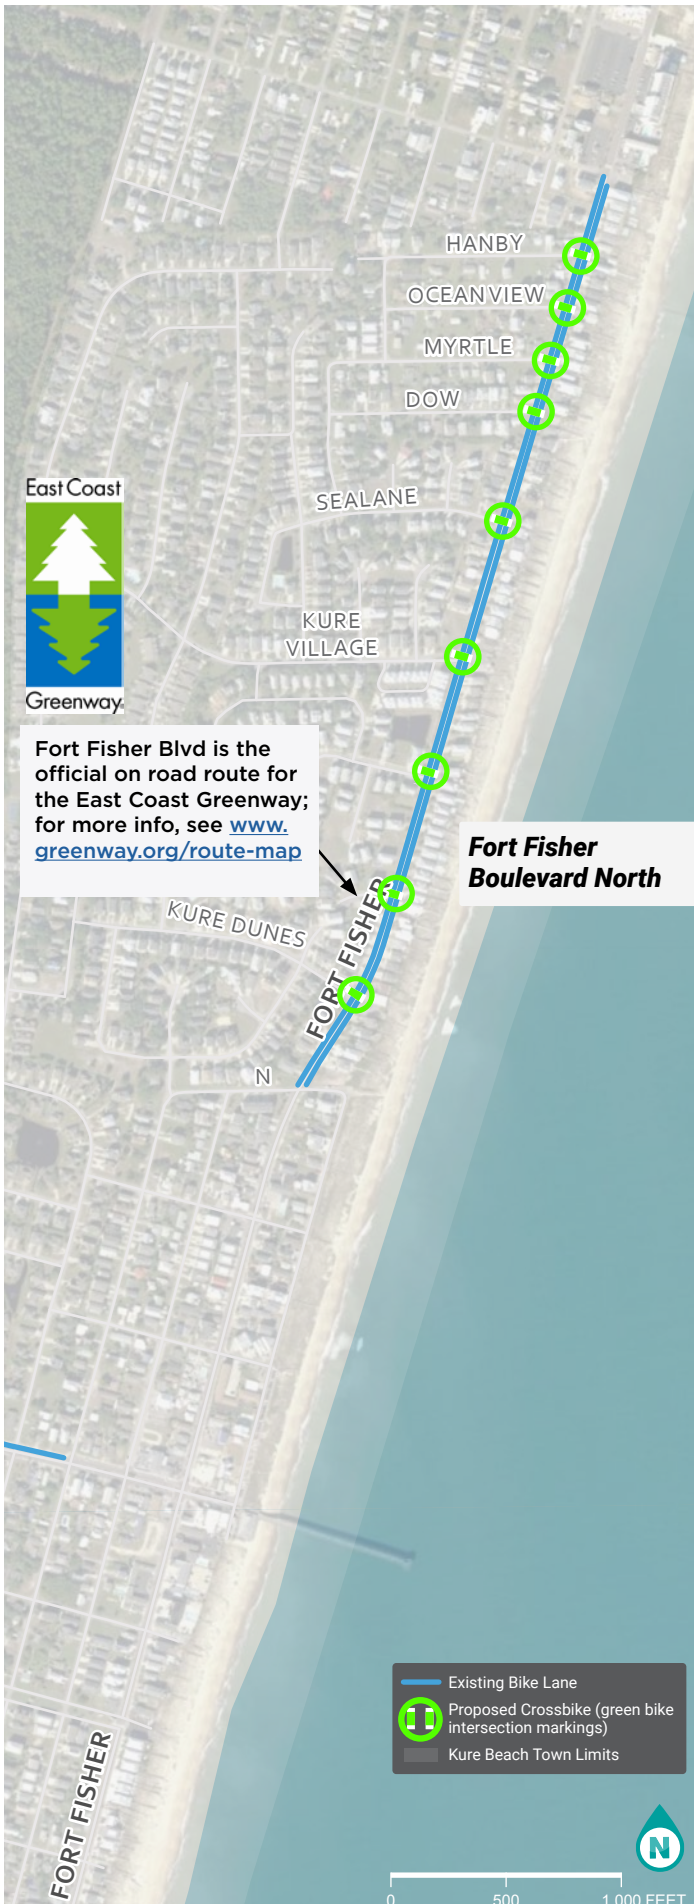 HANBY
OCEANVIEW
MYRTLE
DOW
SEALANE
East Coast
Greenway
KURE
VILLAGE
Fort Fisher Blvd is the
official on road route for
the East Coast Greenway;
for more info, see www.
greenway.org/route-map
Fort Fisher
Boulevard North
KURE DUNES
FORT FISHER
N
Existing Bike Lane
Proposed Crossbike (green bike
intersection markings)
Kure Beach Town Limits
FORT FISHER
N
0 500 1,000 FEET